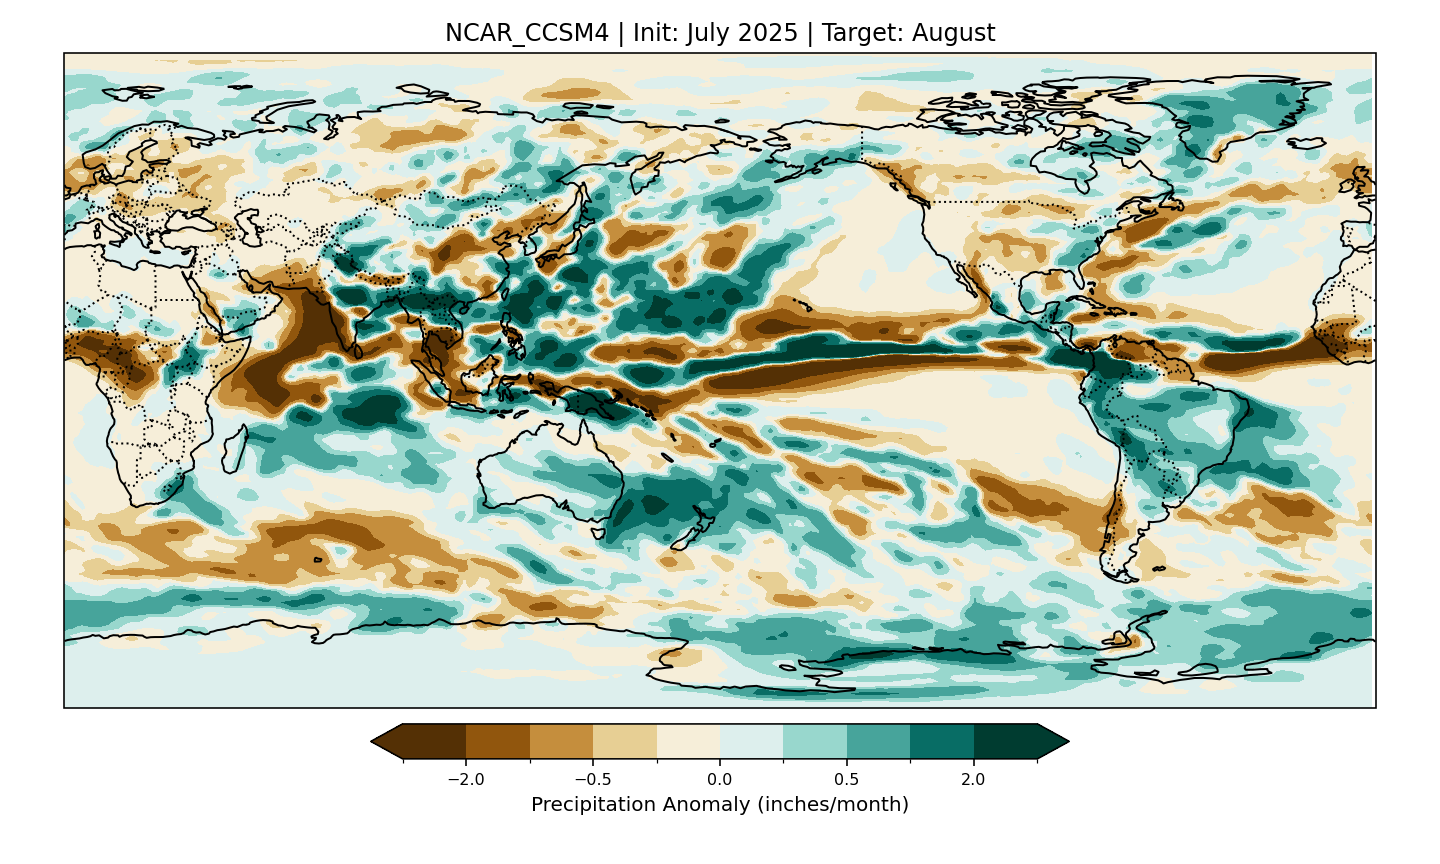 NCAR_CCSM4 | Init: July 2025 | Target: August
−2.0 −0.5 0.0 0.5 2.0
Precipitation Anomaly (inches/month)